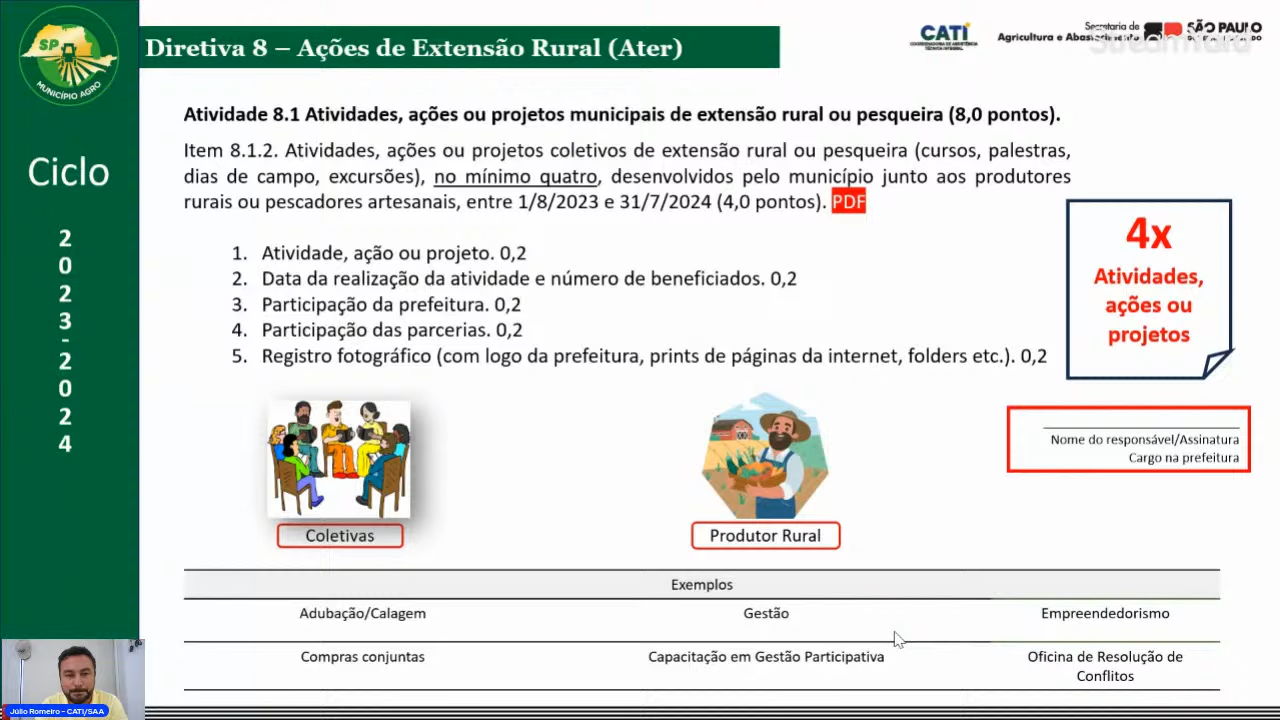 SP
MUNICÍPIO AGRO
Diretiva 8 – Ações de Extensão Rural (Ater)
CATI
COORDENADORIA DE ASSISTÊNCIA
TÉCNICA INTEGRAL
Secretaria de
Agricultura e Abastecimento
SÃO PAULO
Ciclo
2
0
2
3
-
2
0
2
4
Atividade 8.1 Atividades, ações ou projetos municipais de extensão rural ou pesqueira (8,0 pontos).
Item 8.1.2. Atividades, ações ou projetos coletivos de extensão rural ou pesqueira (cursos, palestras,
dias de campo, excursões), no mínimo quatro, desenvolvidos pelo município junto aos produtores
rurais ou pescadores artesanais, entre 1/8/2023 e 31/7/2024 (4,0 pontos). PDF
1. Atividade, ação ou projeto. 0,2
2. Data da realização da atividade e número de beneficiados. 0,2
3. Participação da prefeitura. 0,2
4. Participação das parcerias. 0,2
5. Registro fotográfico (com logo da prefeitura, prints de páginas da internet, folders etc.). 0,2
4x
Atividades,
ações ou
projetos
Nome do responsável/Assinatura
Cargo na prefeitura
Coletivas
Produtor Rural
Exemplos
Adubação/Calagem Gestão Empreendedorismo
Compras conjuntas Capacitação em Gestão Participativa Oficina de Resolução de
Conflitos
Júlio Romeiro – CATI/SAA